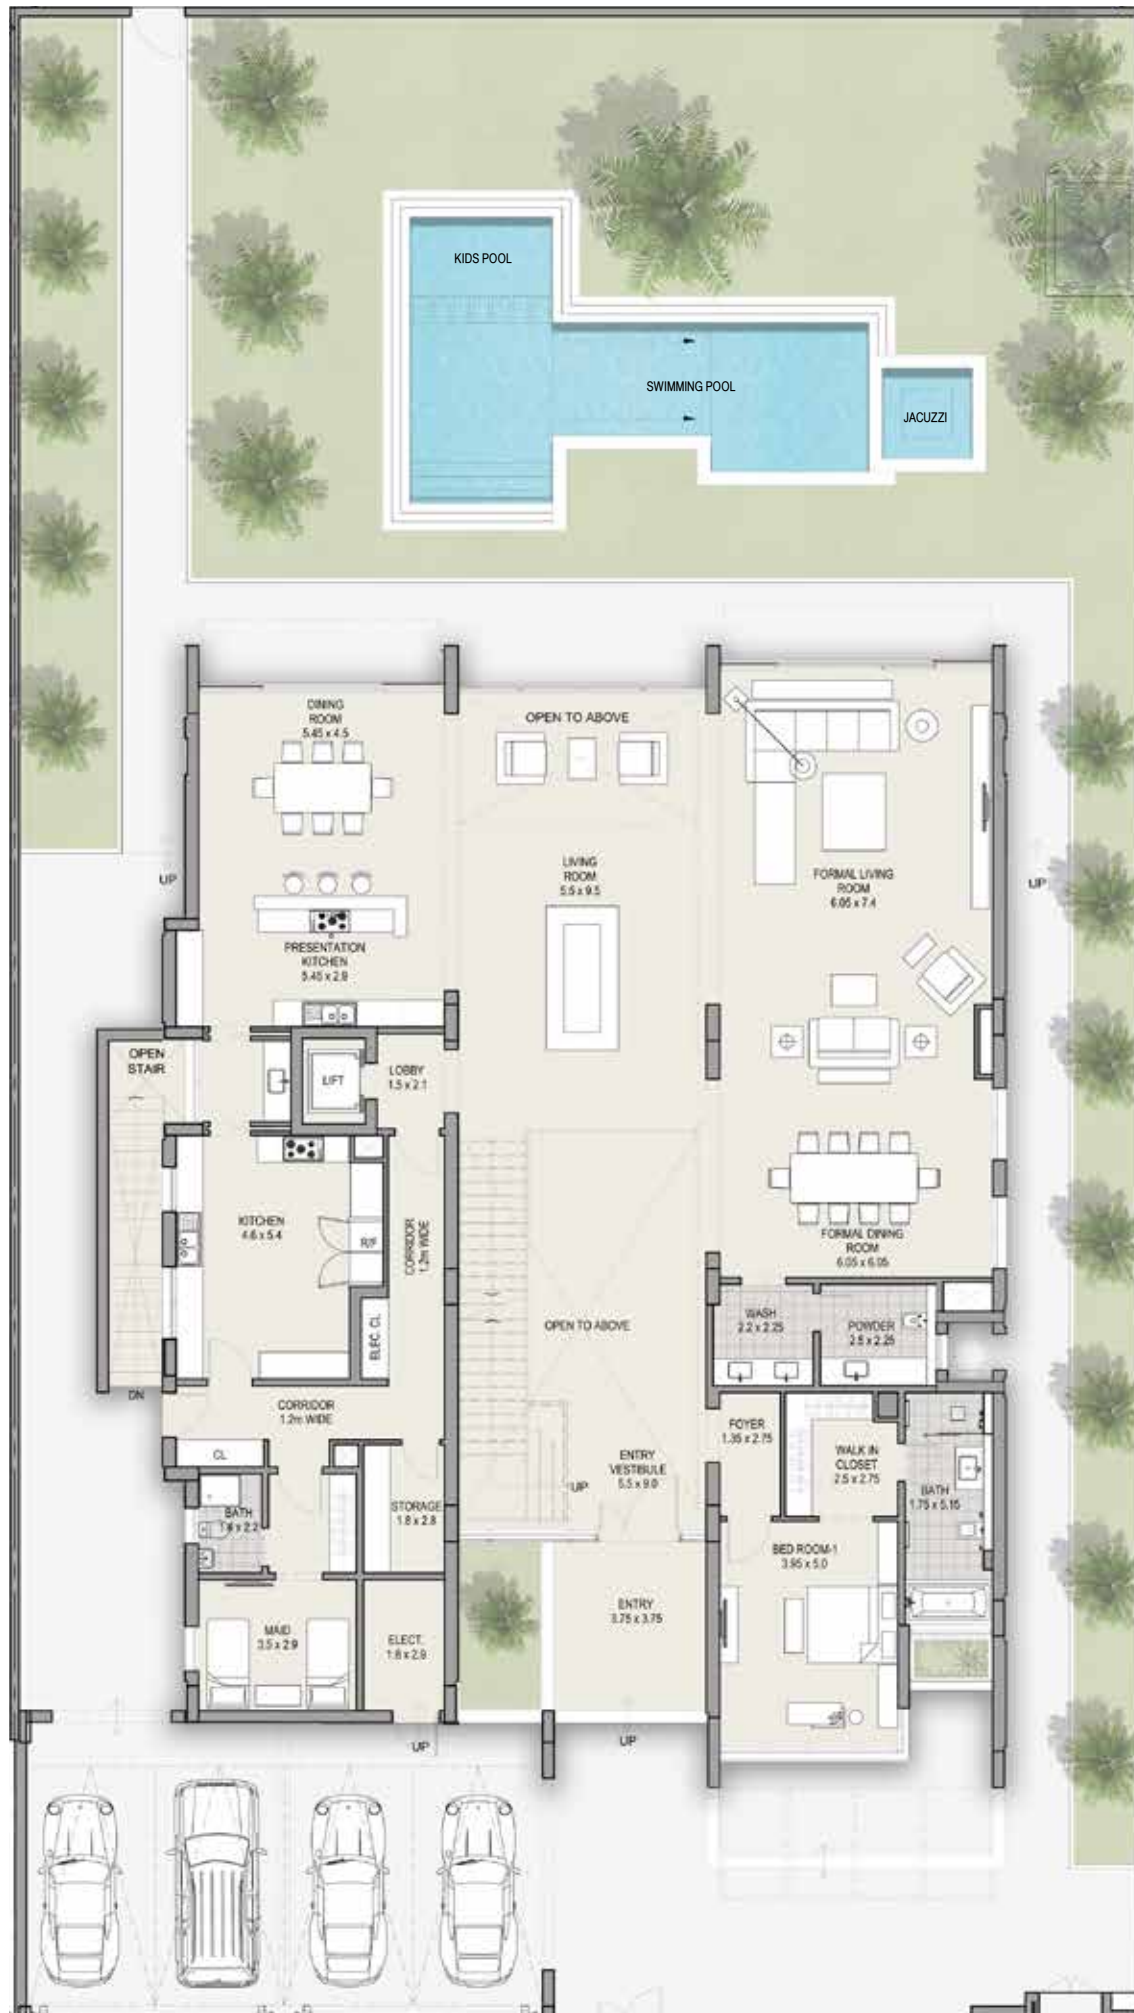 KIDS POOL
SWIMMING POOL
JACUZZI
DINING
ROOM
5.45 x 4.5
OPEN TO ABOVE
UP
LIVING
ROOM
5.5 x 9.5
FORMAL LIVING
ROOM
6.05 x 7.4
UP
PRESENTATION
KITCHEN
5.45 x 2.9
OPEN
STAIR
LIFT
LOBBY
1.5 x 2.1
KITCHEN
4.6 x 5.4
R/F
CORRIDOR
1.2m WIDE
FORMAL DINING
ROOM
6.05 x 6.05
ELEC. CL
OPEN TO ABOVE
WASH
2.2 x 2.25
POWDER
2.5 x 2.25
DN
CORRIDOR
1.2m WIDE
CL
FOYER
1.35 x 2.75
WALK IN
CLOSET
2.5 x 2.75
ENTRY
VESTIBULE
5.5 x 9.0
UP
BATH
1.75 x 5.15
BATH
STORAGE
1.8 x 2.8
BED ROOM-1
3.95 x 5.0
MAID
3.5 x 2.9
ELECT.
1.8 x 2.9
ENTRY
3.75 x 3.75
UP
UP